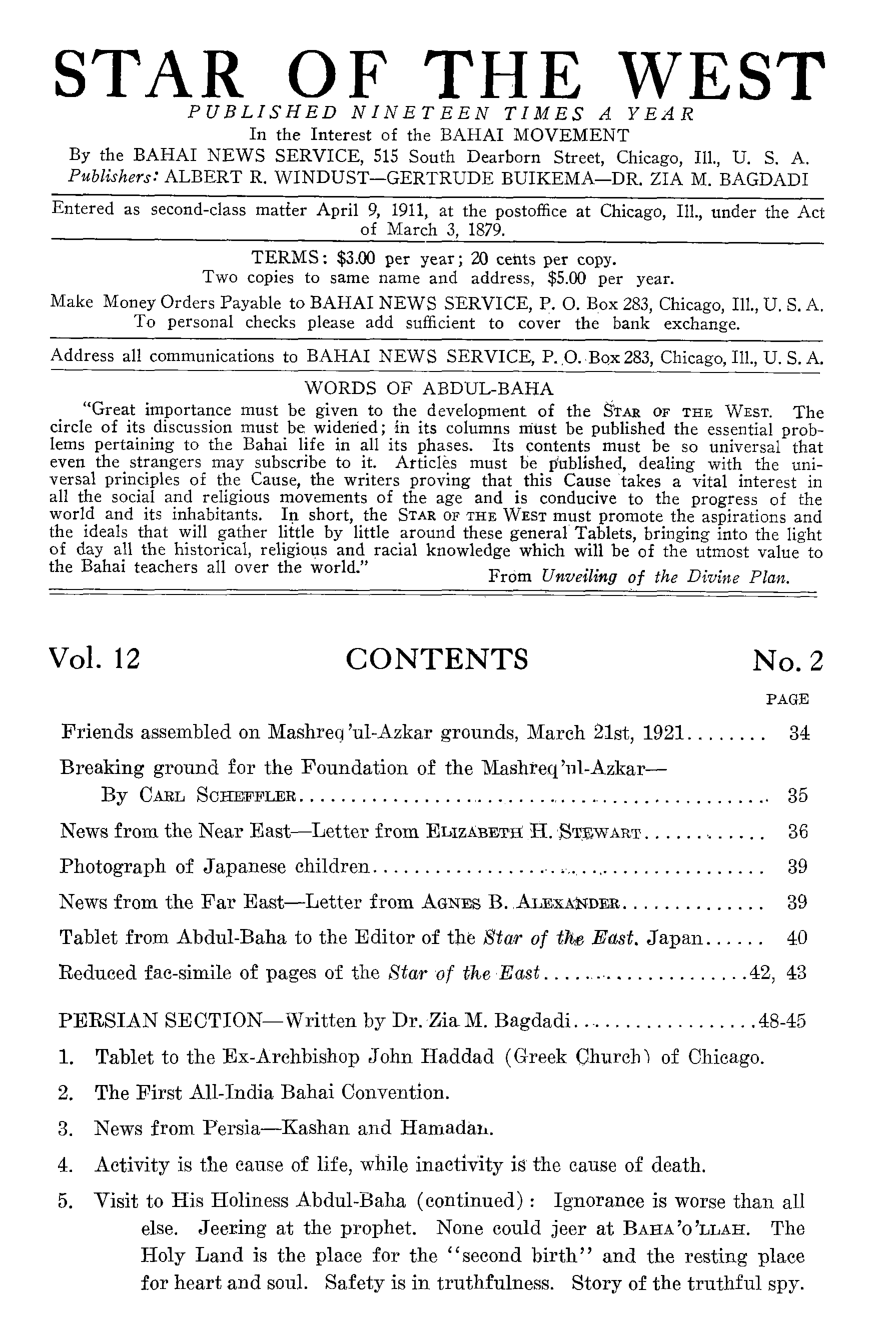 STAR OF THE WEST
PUBLISHED NINETEEN TIMES A YEAR
In the Interest of the BAHAI MOVEMENT
By the BAHAI NEWS SERVICE, 515 South Dearborn Street, Chicago, Ill., U. S. A.
Publishers: ALBERT R. WINDUST—GERTRUDE BUIKEMA—DR. ZIA M. BAGDADI
Entered as second-class matter April 9, 1911, at the postoffice at Chicago, Ill., under the Act
of March 3, 1879.
TERMS: $3.00 per year; 20 cents per copy.
Two copies to same name and address, $5.00 per year.
Make Money Orders Payable to BAHAI NEWS SERVICE, P. O. Box 283, Chicago, Ill., U. S. A.
To personal checks please add sufficient to cover the bank exchange.
Address all communications to BAHAI NEWS SERVICE, P. O. Box 283, Chicago, Ill., U. S. A.
WORDS OF ABDUL-BAHA
"Great importance must be given to the development of the STAR OF THE WEST. The
circle of its discussion must be widened; in its columns must be published the essential prob-
lems pertaining to the Bahai life in all its phases. Its contents must be so universal that
even the strangers may subscribe to it. Articles must be published, dealing with the uni-
versal principles of the Cause, the writers proving that this Cause takes a vital interest in
all the social and religious movements of the age and is conducive to the progress of the
world and its inhabitants. In short, the STAR OF THE WEST must promote the aspirations and
the ideals that will gather little by little around these general Tablets, bringing into the light
of day all the historical, religious and racial knowledge which will be of the utmost value to
the Bahai teachers all over the world."
From Unveiling of the Divine Plan.
Vol. 12 CONTENTS No. 2
PAGE
Friends assembled on Mashreq'ul-Azkar grounds, March 21st, 1921........ 34
Breaking ground for the Foundation of the Mashreq'ul-Azkar—
By CARL SCHEFFLER.............................................. 35
News from the Near East—Letter from ELIZABETH H. STEWART............ 36
Photograph of Japanese children...................................... 39
News from the Far East—Letter from AGNES B. ALEXANDER.............. 39
Tablet from Abdul-Baha to the Editor of the Star of the East. Japan...... 40
Reduced fac-simile of pages of the Star of the East....................42, 43
PERSIAN SECTION—Written by Dr. Zia M. Bagdadi..................48-45
1. Tablet to the Ex-Archbishop John Haddad (Greek Church) of Chicago.
2. The First All-India Bahai Convention.
3. News from Persia—Kashan and Hamadan.
4. Activity is the cause of life, while inactivity is the cause of death.
5. Visit to His Holiness Abdul-Baha (continued): Ignorance is worse than all
else. Jeering at the prophet. None could jeer at BAHA'O'LLAH. The
Holy Land is the place for the "second birth" and the resting place
for heart and soul. Safety is in truthfulness. Story of the truthful spy.